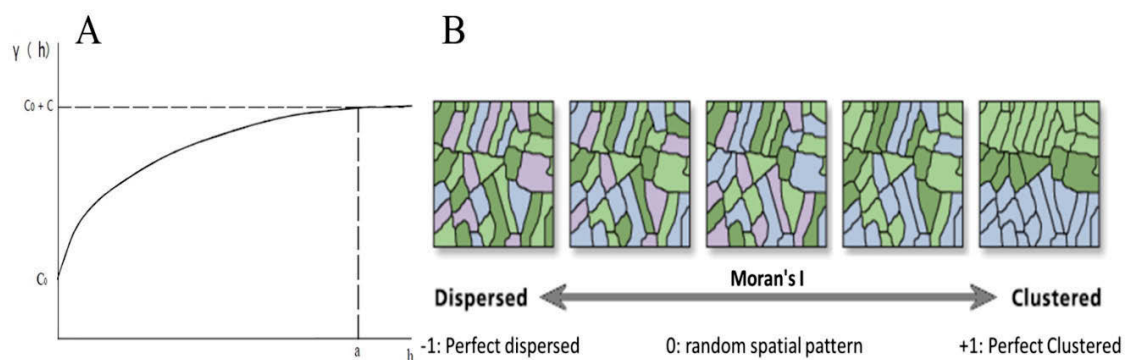 A
γ ( h )
C₀ + C
C₀
a
h
B
Moran's I
Dispersed
Clustered
-1: Perfect dispersed
0: random spatial pattern
+1: Perfect Clustered